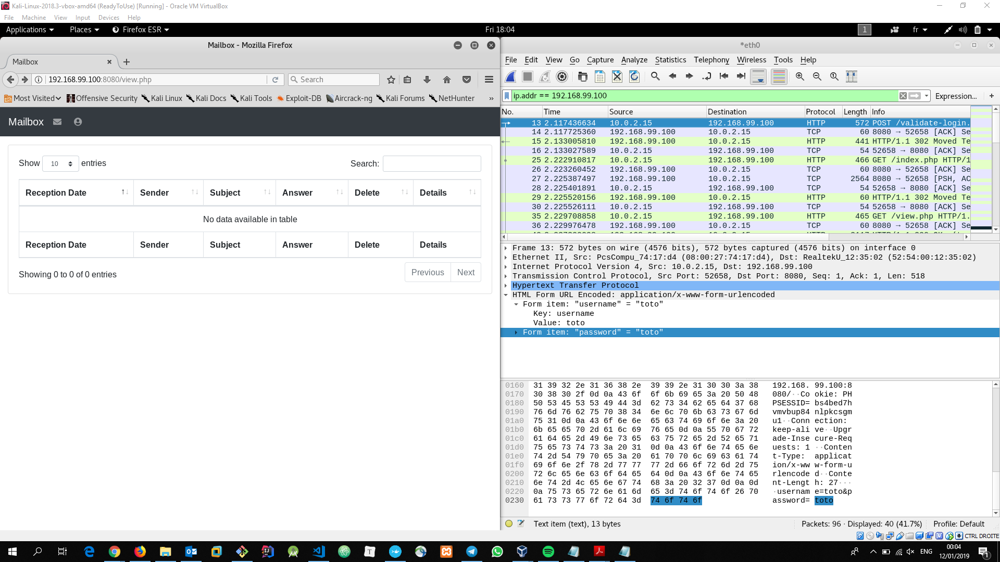 Kali-Linux-2018.3-vbox-amd64 (ReadyToUse) [Running] - Oracle VM VirtualBox
File Machine View Input Devices Help
Applications Places Firefox ESR Fri 18:04 1 fr
Mailbox - Mozilla Firefox
Mailbox
192.168.99.100:8080/view.php Search
Most Visited Offensive Security Kali Linux Kali Docs Kali Tools Exploit-DB Aircrack-ng Kali Forums NetHunter »
Mailbox
Show 10 entries Search:
Reception Date Sender Subject Answer Delete Details
No data available in table
Reception Date Sender Subject Answer Delete Details
Showing 0 to 0 of 0 entries Previous Next
*eth0
File Edit View Go Capture Analyze Statistics Telephony Wireless Tools Help
ip.addr == 192.168.99.100 Expression... +
No. Time Source Destination Protocol Length Info
13 2.117436634 10.0.2.15 192.168.99.100 HTTP 572 POST /validate-login.
14 2.117725360 192.168.99.100 10.0.2.15 TCP 60 8080 → 52658 [ACK] Se
15 2.133005810 192.168.99.100 10.0.2.15 HTTP 441 HTTP/1.1 302 Moved Te
16 2.133027589 10.0.2.15 192.168.99.100 TCP 54 52658 → 8080 [ACK] Se
25 2.222910817 10.0.2.15 192.168.99.100 HTTP 466 GET /index.php HTTP/1
26 2.223260452 192.168.99.100 10.0.2.15 TCP 60 8080 → 52658 [ACK] Se
27 2.225387497 192.168.99.100 10.0.2.15 TCP 2564 8080 → 52658 [PSH, AC
28 2.225401891 10.0.2.15 192.168.99.100 TCP 54 52658 → 8080 [ACK] Se
29 2.225520156 192.168.99.100 10.0.2.15 HTTP 60 HTTP/1.1 302 Moved Te
30 2.225526111 10.0.2.15 192.168.99.100 TCP 54 52658 → 8080 [ACK] Se
35 2.229708858 10.0.2.15 192.168.99.100 HTTP 465 GET /view.php HTTP/1.
36 2.229976478 192.168.99.100 10.0.2.15 TCP 60 8080 → 52658 [ACK] Se
Frame 13: 572 bytes on wire (4576 bits), 572 bytes captured (4576 bits) on interface 0
Ethernet II, Src: PcsCompu_74:17:d4 (08:00:27:74:17:d4), Dst: RealtekU_12:35:02 (52:54:00:12:35:02)
Internet Protocol Version 4, Src: 10.0.2.15, Dst: 192.168.99.100
Transmission Control Protocol, Src Port: 52658, Dst Port: 8080, Seq: 1, Ack: 1, Len: 518
Hypertext Transfer Protocol
HTML Form URL Encoded: application/x-www-form-urlencoded
Form item: "username" = "toto"
Key: username
Value: toto
Form item: "password" = "toto"
0160 31 39 32 2e 31 36 38 2e 39 39 2e 31 30 30 3a 38 192.168. 99.100:8
0170 30 38 30 2f 0d 0a 43 6f 6f 6b 69 65 3a 20 50 48 080/··Co okie: PH
0180 50 53 45 53 53 49 44 3d 62 73 34 62 65 64 37 68 PSESSID= bs4bed7h
0190 76 6d 76 62 75 70 38 34 6e 6c 70 6b 63 73 67 6d vmvbup84 nlpkcsgm
01a0 75 31 0d 0a 43 6f 6e 6e 65 63 74 69 6f 6e 3a 20 u1··Conn ection:
01b0 6b 65 65 70 2d 61 6c 69 76 65 0d 0a 55 70 67 72 keep-ali ve··Upgr
01c0 61 64 65 2d 49 6e 73 65 63 75 72 65 2d 52 65 71 ade-Inse cure-Req
01d0 75 65 73 74 73 3a 20 31 0d 0a 43 6f 6e 74 65 6e uests: 1 ··Conten
01e0 74 2d 54 79 70 65 3a 20 61 70 70 6c 69 63 61 74 t-Type: applicat
01f0 69 6f 6e 2f 78 2d 77 77 77 2d 66 6f 72 6d 2d 75 ion/x-ww w-form-u
0200 72 6c 65 6e 63 6f 64 65 64 0d 0a 43 6f 6e 74 65 rlencode d··Conte
0210 6e 74 2d 4c 65 6e 67 74 68 3a 20 32 37 0d 0a 0d nt-Lengt h: 27···
0220 0a 75 73 65 72 6e 61 6d 65 3d 74 6f 74 6f 26 70 ·usernam e=toto&p
0230 61 73 73 77 6f 72 64 3d 74 6f 74 6f assword= toto
Text item (text), 13 bytes Packets: 96 · Displayed: 40 (41.7%) Profile: Default
CTRL DROITE
ENG 00:04
12/01/2019 1